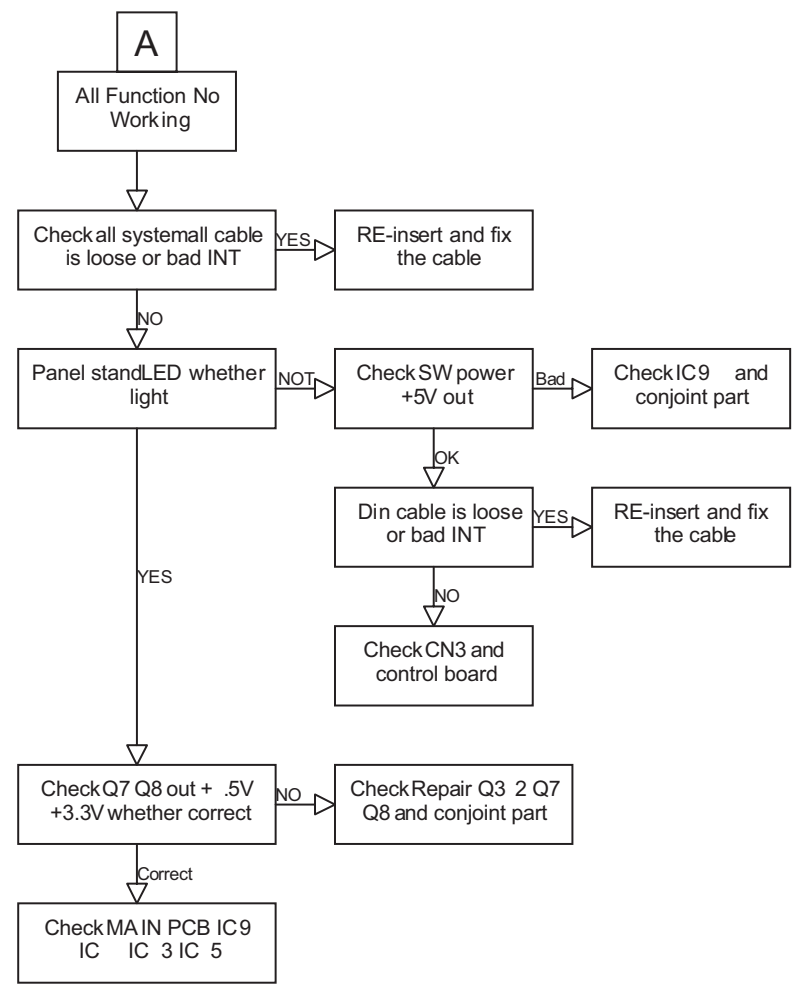 A
All Function No
Working
Check all systemall cable
is loose or bad INT
YES
RE-insert and fix
the cable
NO
Panel standLED whether
light
NOT
Check SW power
+5V out
Bad
Check IC9 and
conjoint part
OK
Din cable is loose
or bad INT
YES
RE-insert and fix
the cable
NO
Check CN3 and
control board
YES
Check Q7 Q8 out + .5V
+3.3V whether correct
NO
Check Repair Q3 2 Q7
Q8 and conjoint part
Correct
Check MAIN PCB IC9
IC IC 3 IC 5